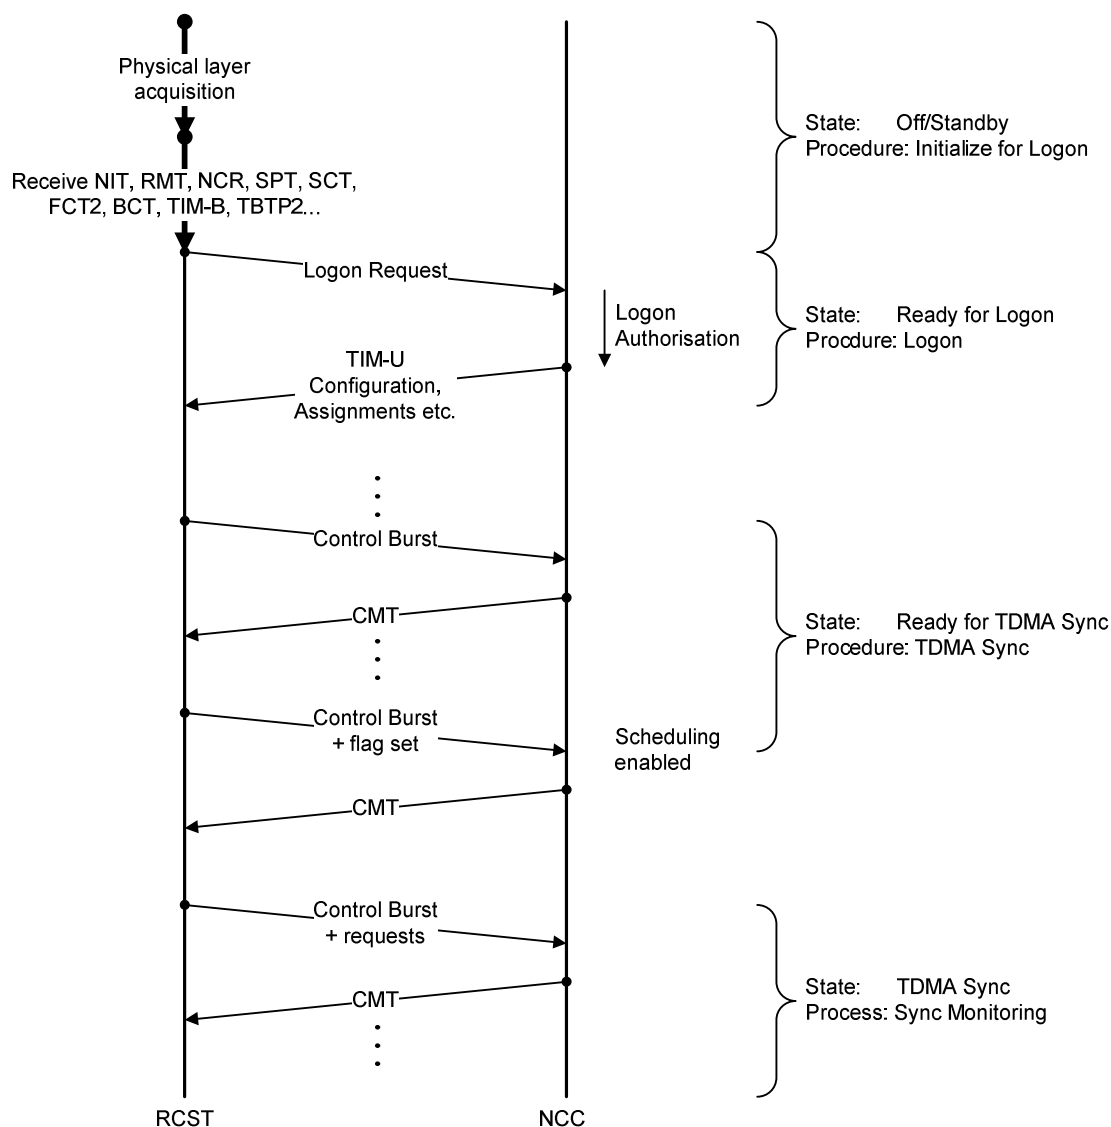 Physical layer
acquisition
State: Off/Standby
Procedure: Initialize for Logon
Receive NIT, RMT, NCR, SPT, SCT,
FCT2, BCT, TIM-B, TBTP2...
Logon Request
Logon
Authorisation
State: Ready for Logon
Procdure: Logon
TIM-U
Configuration,
Assignments etc.
Control Burst
CMT
State: Ready for TDMA Sync
Procedure: TDMA Sync
Control Burst
+ flag set
Scheduling
enabled
CMT
Control Burst
+ requests
CMT
State: TDMA Sync
Process: Sync Monitoring
RCST
NCC